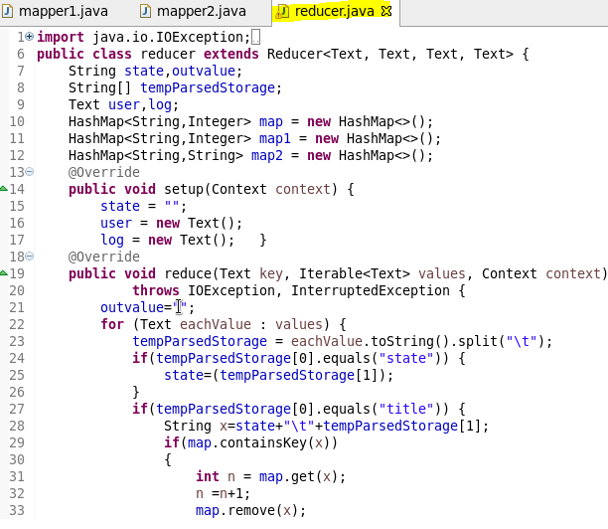 mapper1.java mapper2.java reducer.java
1 import java.io.IOException;
6 public class reducer extends Reducer<Text, Text, Text, Text> {
7 String state,outvalue;
8 String[] tempParsedStorage;
9 Text user,log;
10 HashMap<String,Integer> map = new HashMap<>();
11 HashMap<String,Integer> map1 = new HashMap<>();
12 HashMap<String,String> map2 = new HashMap<>();
13 @Override
14 public void setup(Context context) {
15 state = "";
16 user = new Text();
17 log = new Text(); }
18 @Override
19 public void reduce(Text key, Iterable<Text> values, Context context)
20 throws IOException, InterruptedException {
21 outvalue="";
22 for (Text eachValue : values) {
23 tempParsedStorage = eachValue.toString().split("\t");
24 if(tempParsedStorage[0].equals("state")) {
25 state=(tempParsedStorage[1]);
26 }
27 if(tempParsedStorage[0].equals("title")) {
28 String x=state+"\t"+tempParsedStorage[1];
29 if(map.containsKey(x))
30 {
31 int n = map.get(x);
32 n =n+1;
33 map.remove(x);